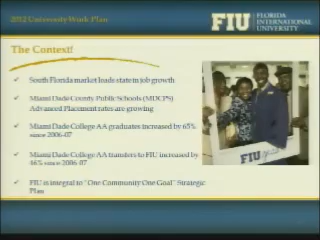 2012 University Work Plan
FIU
FLORIDA
INTERNATIONAL
UNIVERSITY
The Context!
South Florida market leads state in job growth
Miami Dade County Public Schools (MDCPS)
Advanced Placement rates are growing
Miami Dade College AA graduates increased by 65%
since 2006-07
Miami Dade College AA transfers to FIU increased by
46% since 2006-07
FIU is integral to "One Community One Goal" Strategic
Plan
FIU